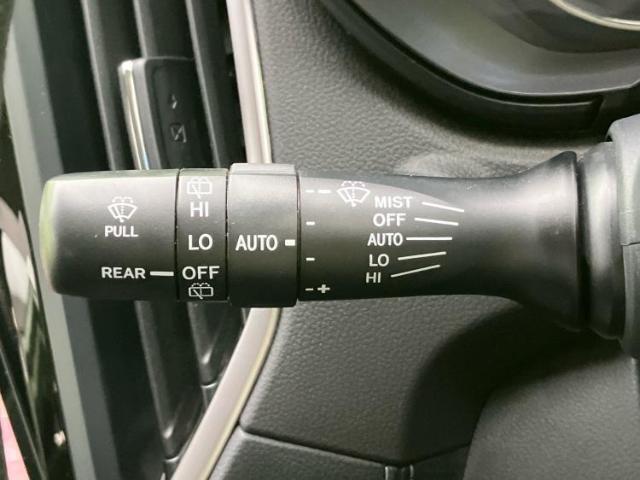 PULL
REAR
HI
LO
OFF
AUTO
--
-
-
-+
MIST
OFF
AUTO
LO
HI